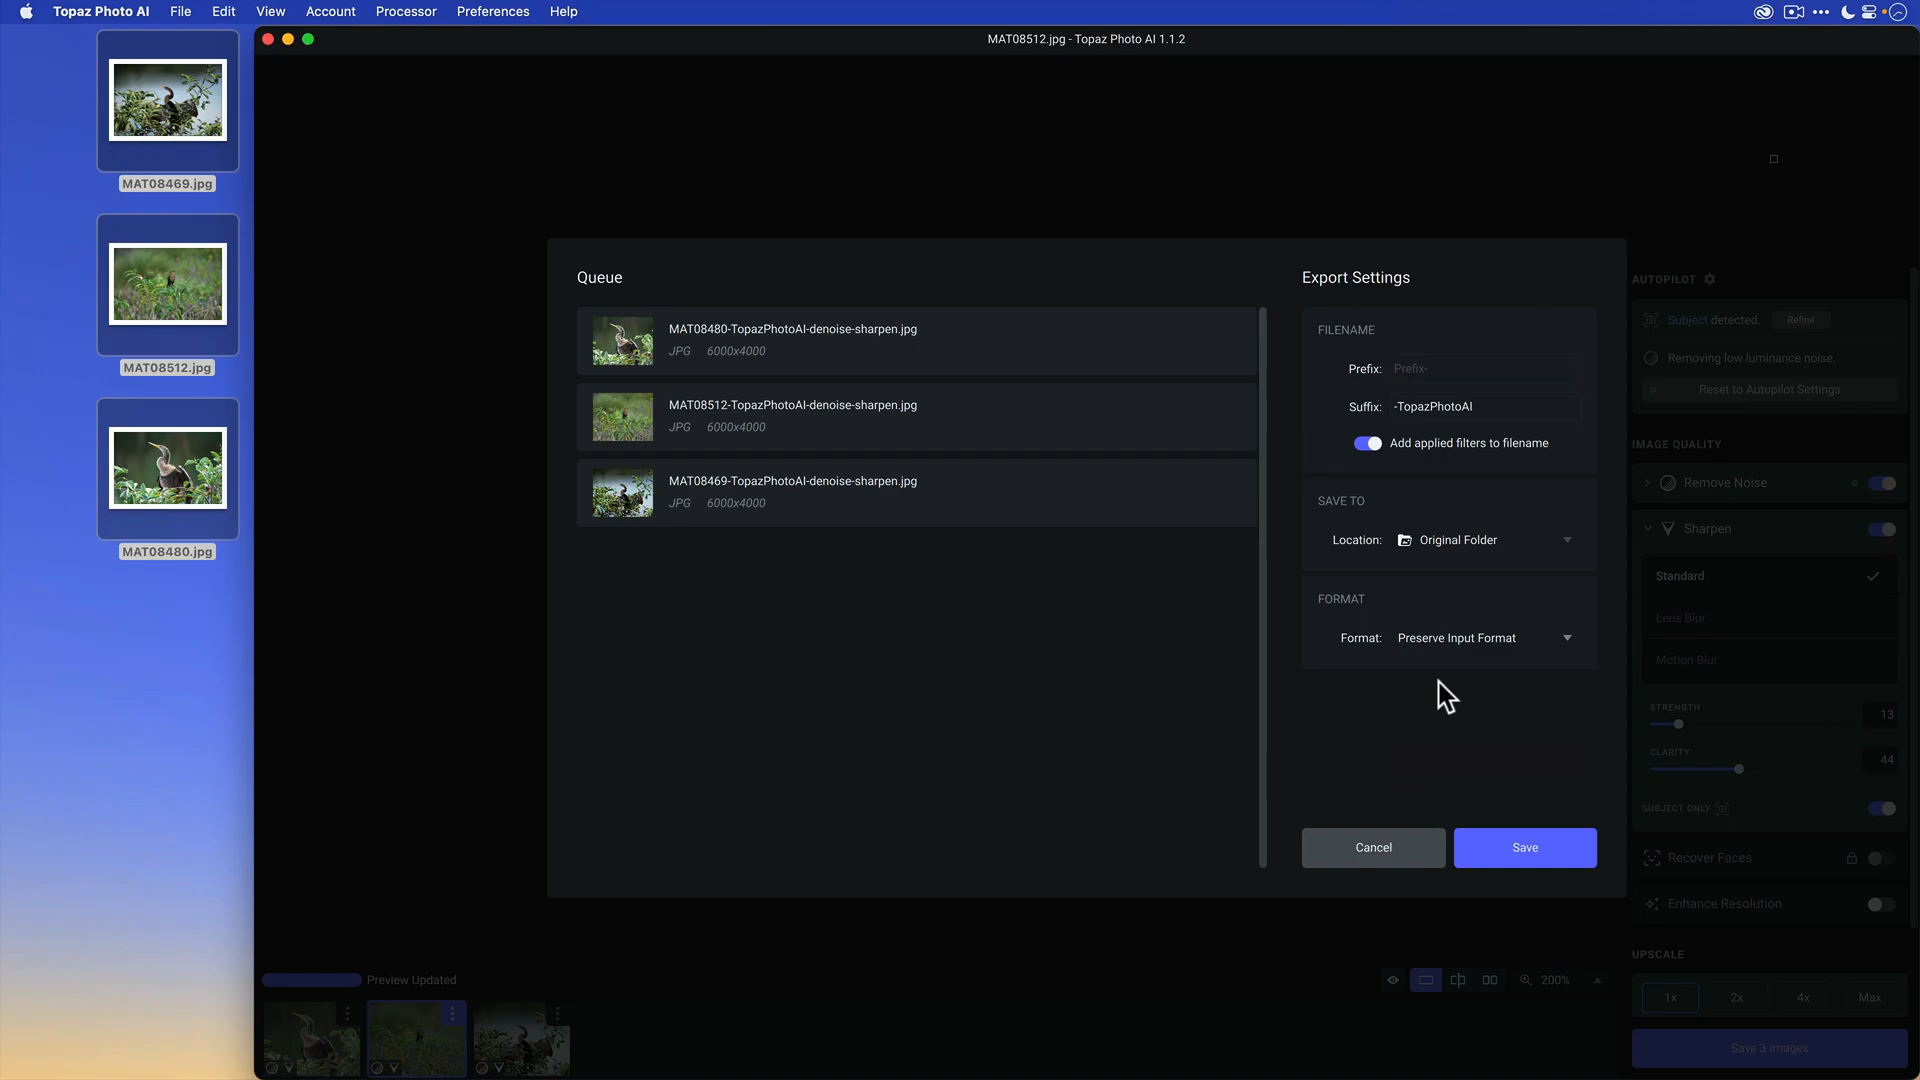 Topaz Photo AI File Edit View Account Processor Preferences Help
MAT08512.jpg - Topaz Photo AI 1.1.2
MAT08469.jpg
MAT08512.jpg
MAT08480.jpg
Queue
MAT08480-TopazPhotoAI-denoise-sharpen.jpg
JPG 6000x4000
MAT08512-TopazPhotoAI-denoise-sharpen.jpg
JPG 6000x4000
MAT08469-TopazPhotoAI-denoise-sharpen.jpg
JPG 6000x4000
Export Settings
FILENAME
Prefix: Prefix-
Suffix: -TopazPhotoAI
Add applied filters to filename
SAVE TO
Location: Original Folder
FORMAT
Format: Preserve Input Format
Cancel Save
AUTOPILOT
Subject detected. Refine
Removing low luminance noise.
Reset to Autopilot Settings
IMAGE QUALITY
Remove Noise
Sharpen
Standard
Lens Blur
Motion Blur
STRENGTH 13
CLARITY 44
SUBJECT ONLY
Recover Faces
Enhance Resolution
UPSCALE
1x 2x 4x Max
Save 3 Images
Preview Updated
200%